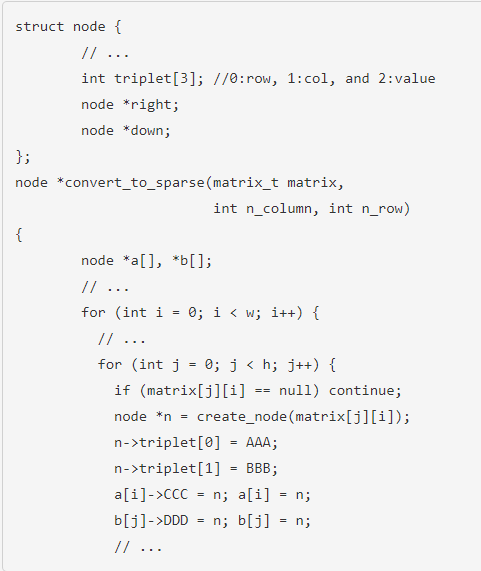 struct node {
// ...
int triplet[3]; //0:row, 1:col, and 2:value
node *right;
node *down;
};
node *convert_to_sparse(matrix_t matrix,
int n_column, int n_row)
{
node *a[], *b[];
// ...
for (int i = 0; i < w; i++) {
// ...
for (int j = 0; j < h; j++) {
if (matrix[j][i] == null) continue;
node *n = create_node(matrix[j][i]);
n->triplet[0] = AAA;
n->triplet[1] = BBB;
a[i]->CCC = n; a[i] = n;
b[j]->DDD = n; b[j] = n;
// ...